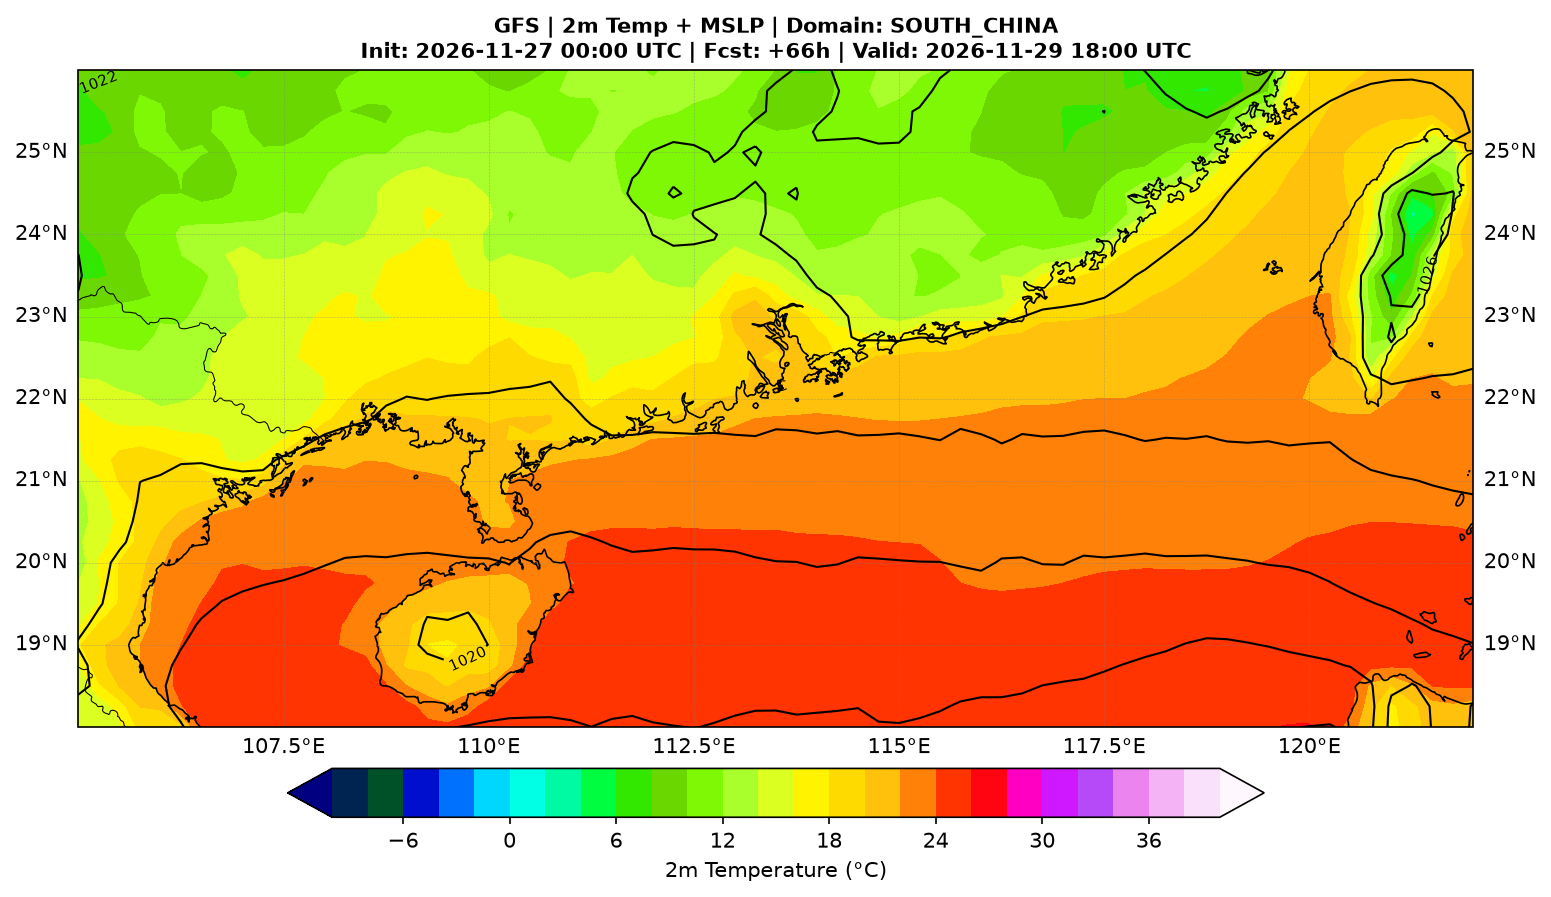 GFS | 2m Temp + MSLP | Domain: SOUTH_CHINA
Init: 2026-11-27 00:00 UTC | Fcst: +66h | Valid: 2026-11-29 18:00 UTC
1022
25°N 25°N
24°N 24°N
1026
23°N 23°N
22°N 22°N
21°N 21°N
20°N 20°N
19°N 19°N
1020
107.5°E 110°E 112.5°E 115°E 117.5°E 120°E
−6 0 6 12 18 24 30 36
2m Temperature (°C)